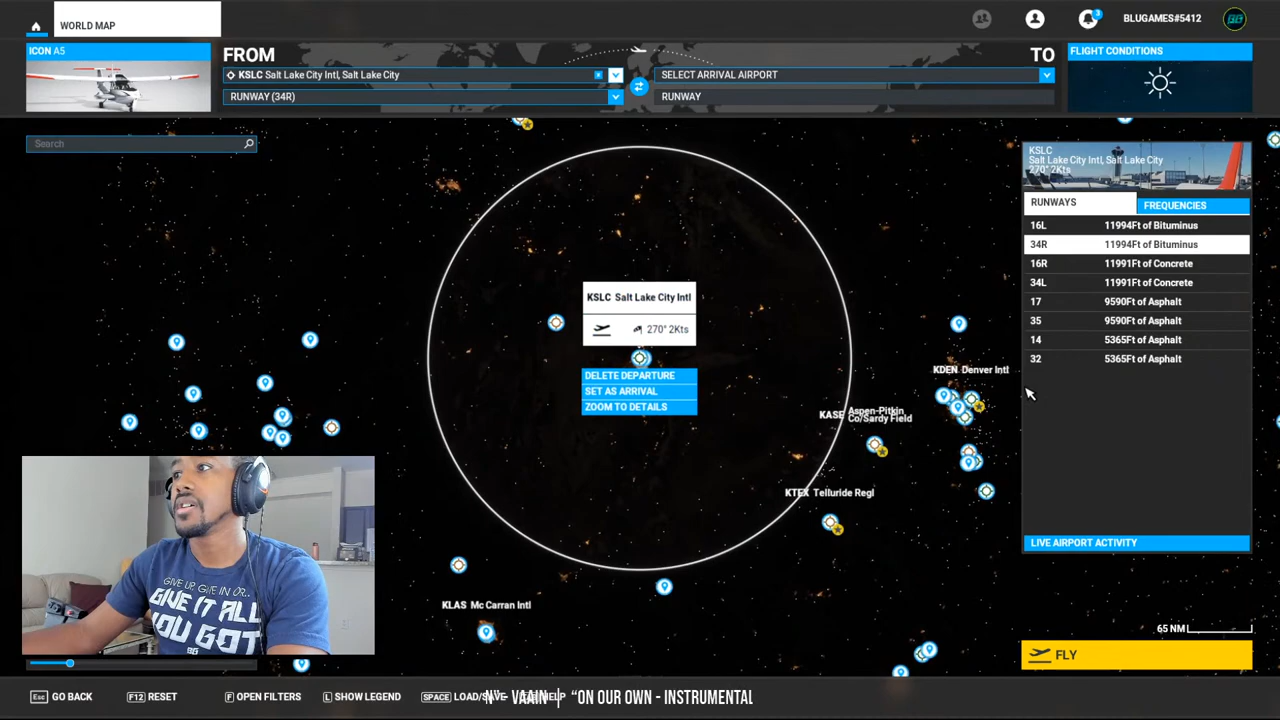 WORLD MAP
3
BLUGAMES#5412
ICON A5
FROM
KSLC Salt Lake City Intl, Salt Lake City
RUNWAY (34R)
TO
SELECT ARRIVAL AIRPORT
RUNWAY
FLIGHT CONDITIONS
Search
KSLC
Salt Lake City Intl, Salt Lake City
270° 2Kts
RUNWAYS
FREQUENCIES
16L 11994Ft of Bituminus
34R 11994Ft of Bituminus
16R 11991Ft of Concrete
34L 11991Ft of Concrete
17 9590Ft of Asphalt
35 9590Ft of Asphalt
14 5365Ft of Asphalt
32 5365Ft of Asphalt
LIVE AIRPORT ACTIVITY
KSLC Salt Lake City Intl
270° 2Kts
DELETE DEPARTURE
SET AS ARRIVAL
ZOOM TO DETAILS
KDEN Denver Intl
KASE Aspen-Pitkin
Co/Sardy Field
KTEX Telluride Regl
KLAS Mc Carran Intl
GIVE UP, GIVE IN OR...
GIVE IT ALL
YOU GOT
65 NM
FLY
Esc GO BACK
F12 RESET
F OPEN FILTERS
L SHOW LEGEND
SPACE
VAAIN | "ON OUR OWN - INSTRUMENTAL